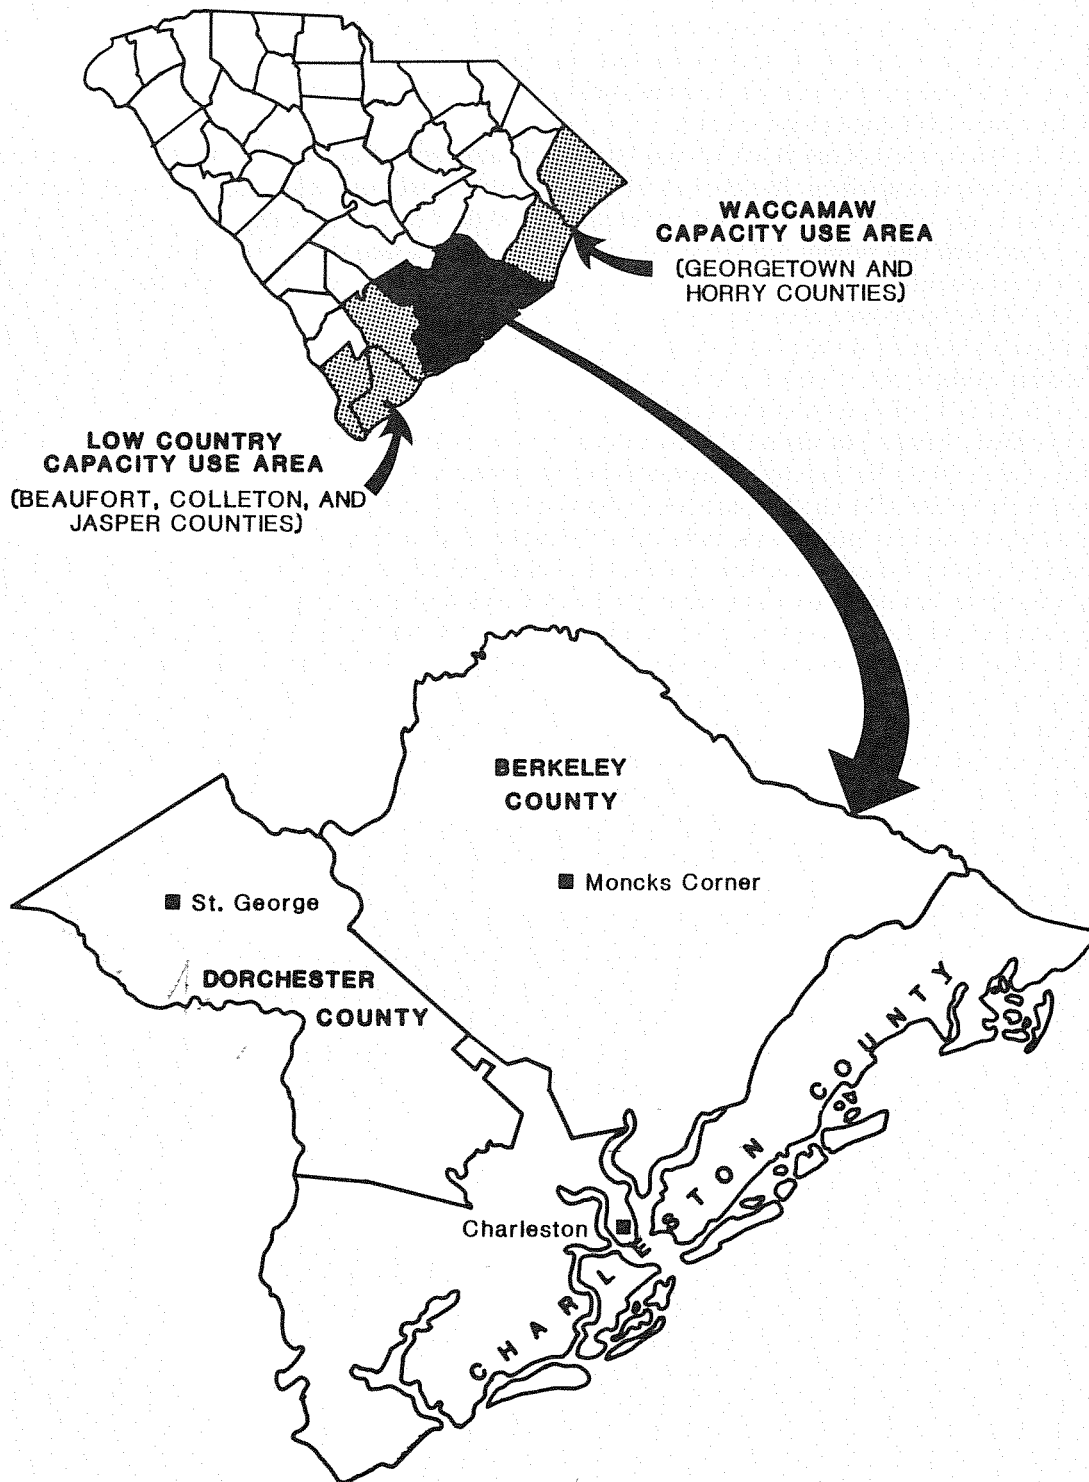 WACCAMAW
CAPACITY USE AREA
(GEORGETOWN AND
HORRY COUNTIES)
LOW COUNTRY
CAPACITY USE AREA
(BEAUFORT, COLLETON, AND
JASPER COUNTIES)
BERKELEY
COUNTY
Moncks Corner
St. George
DORCHESTER
COUNTY
Charleston
CHARLESTON COUNTY